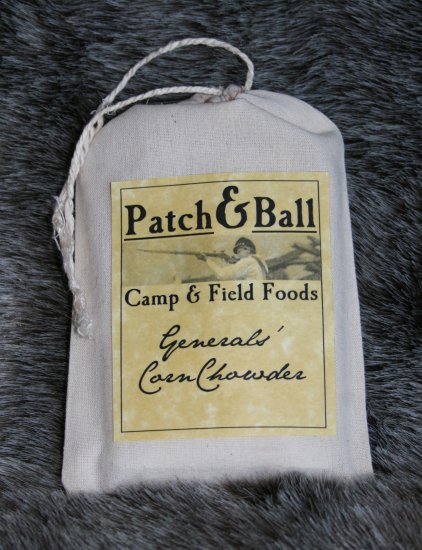 Patch&Ball
Camp & Field Foods
Generals'
Corn Chowder